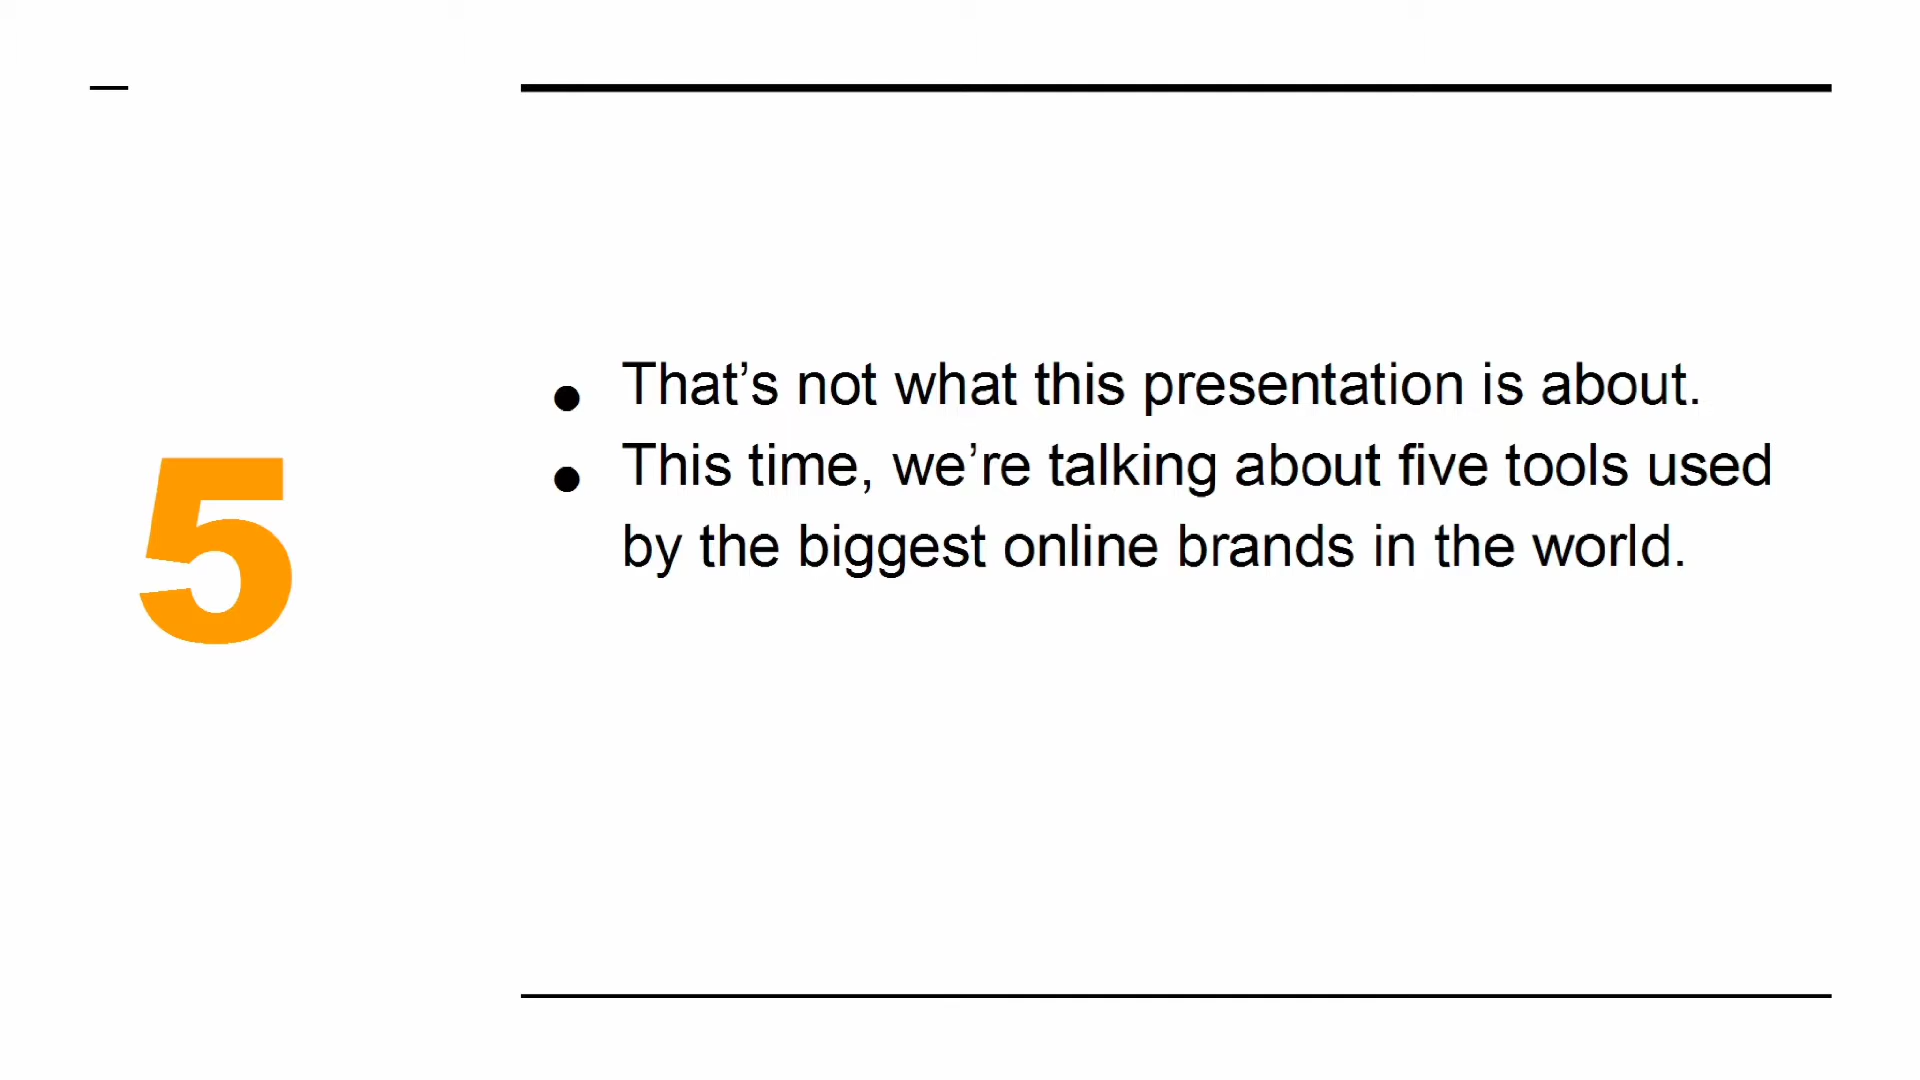 5
● That’s not what this presentation is about.
● This time, we’re talking about five tools used
by the biggest online brands in the world.